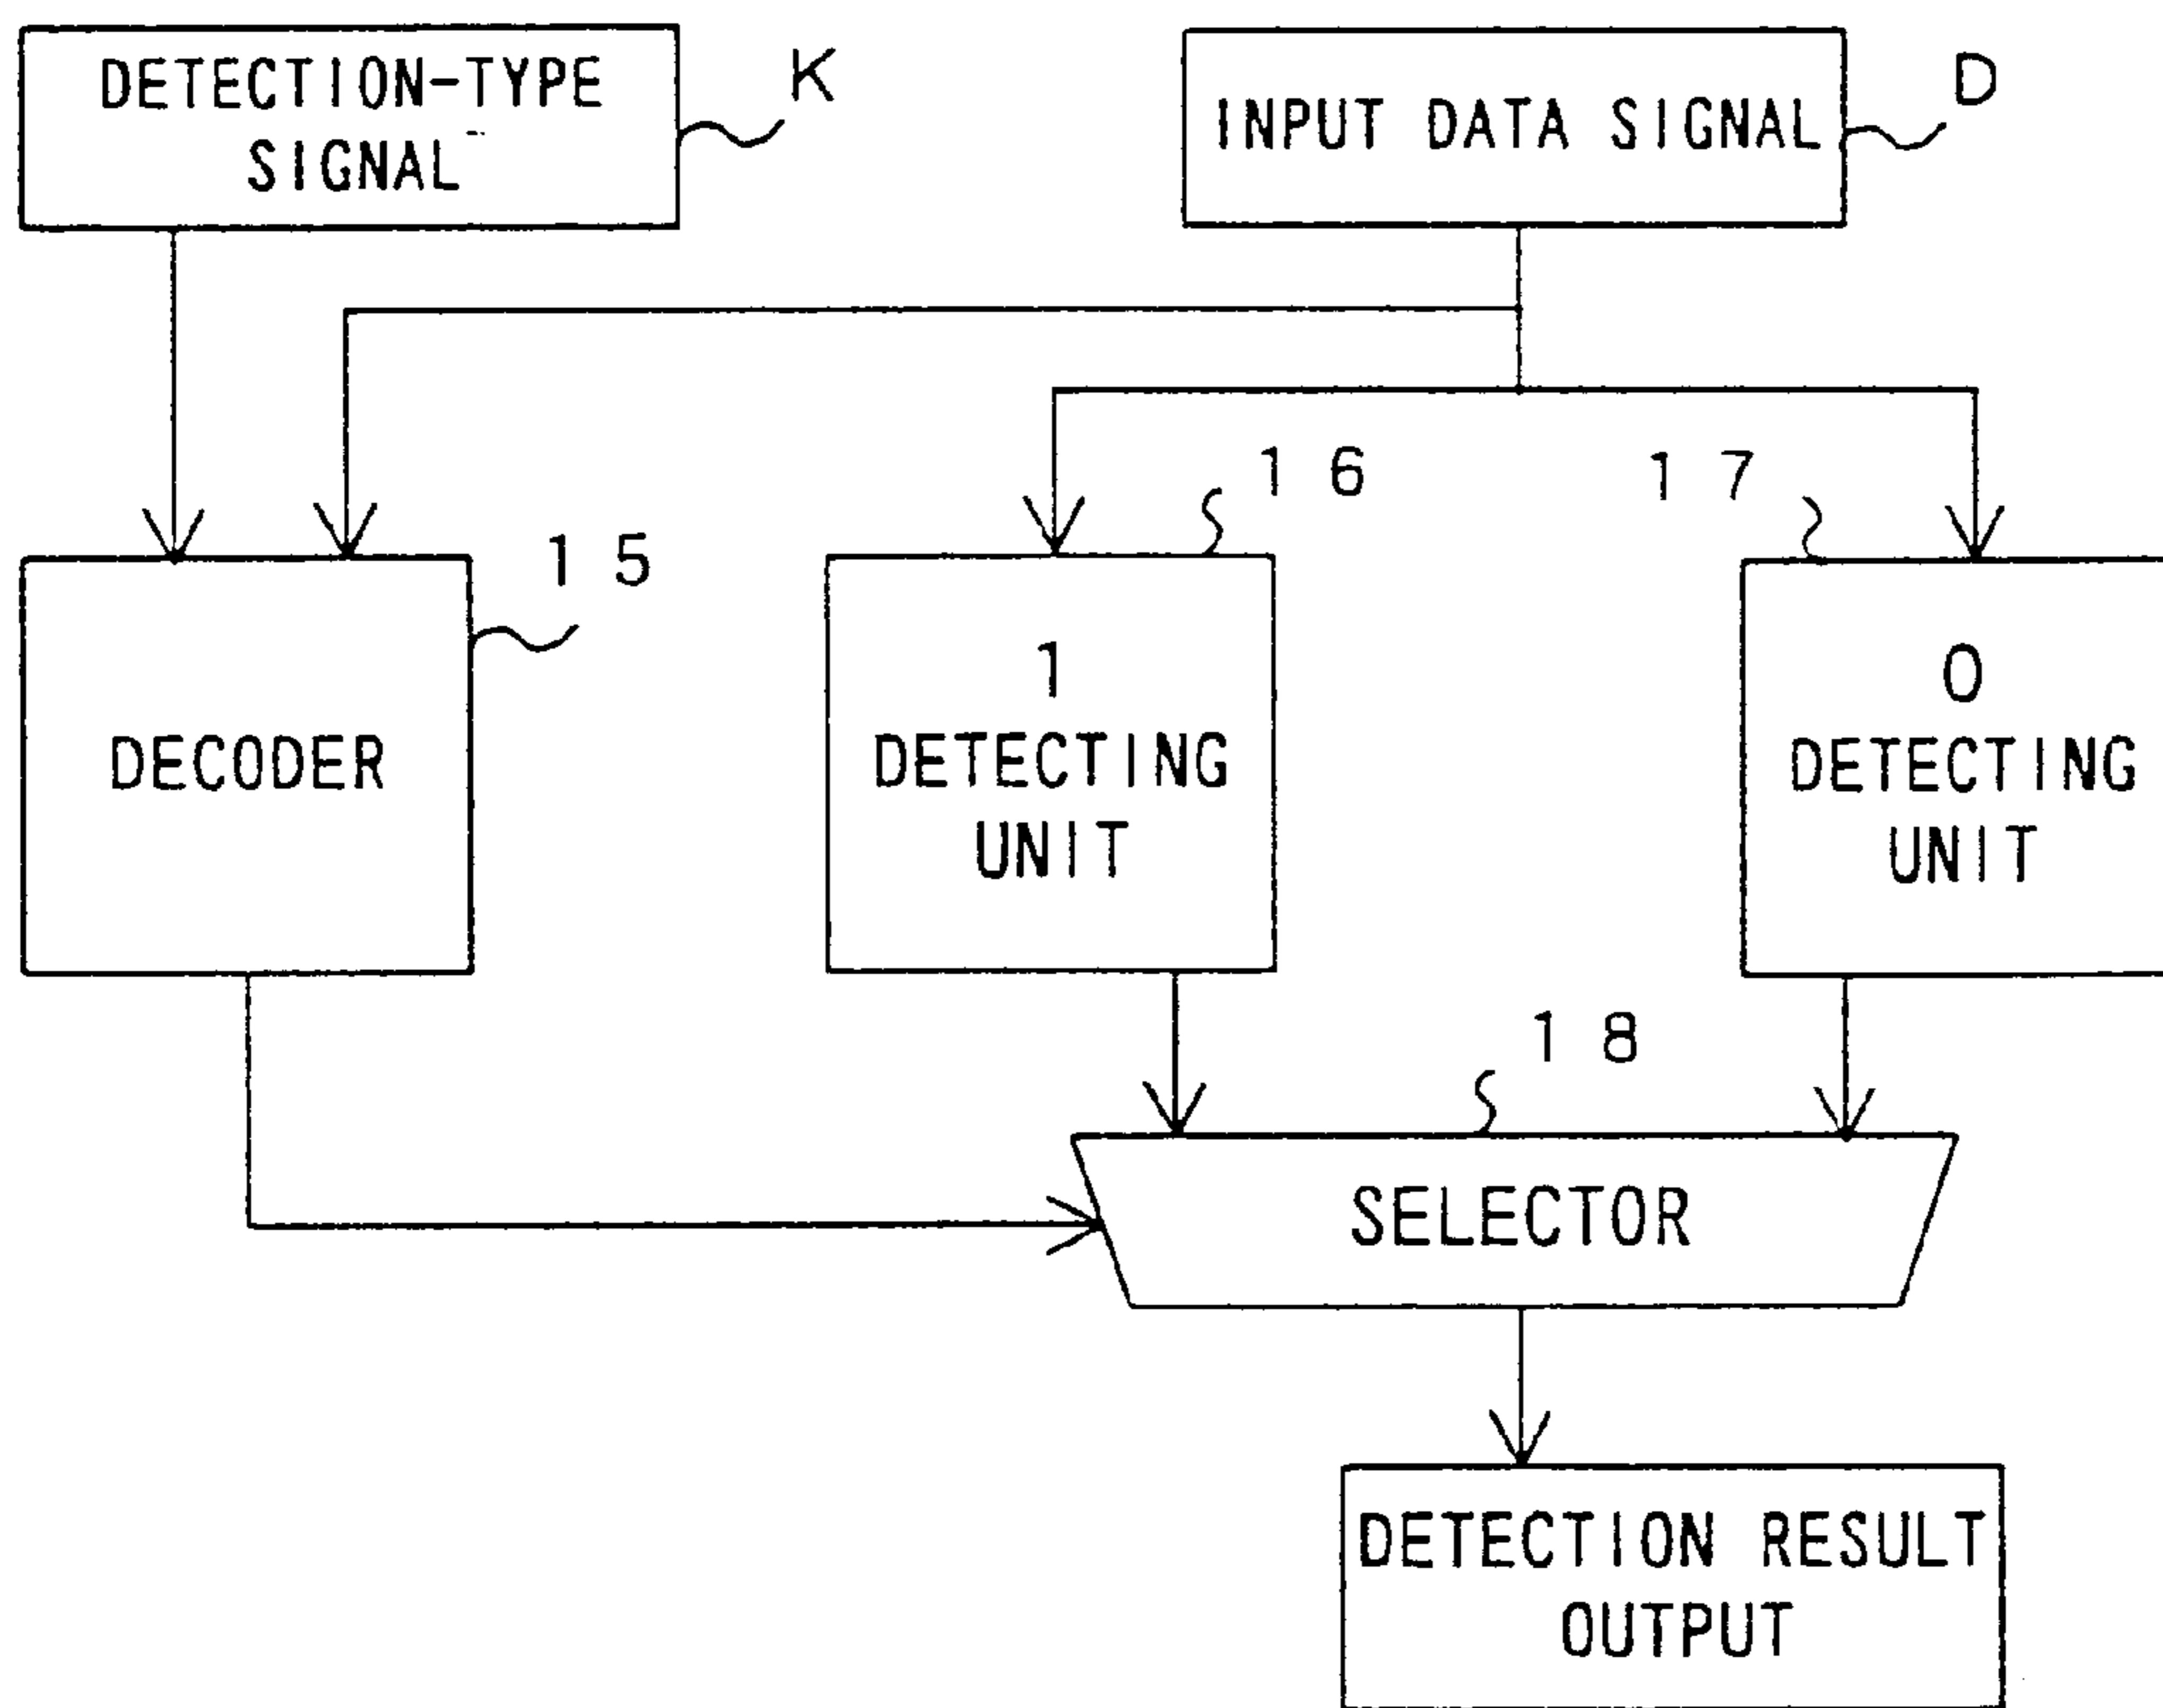 DETECTION-TYPE
SIGNAL
K
INPUT DATA SIGNAL
D
16
17
15
DECODER
1
DETECTING
UNIT
0
DETECTING
UNIT
18
SELECTOR
DETECTION RESULT
OUTPUT